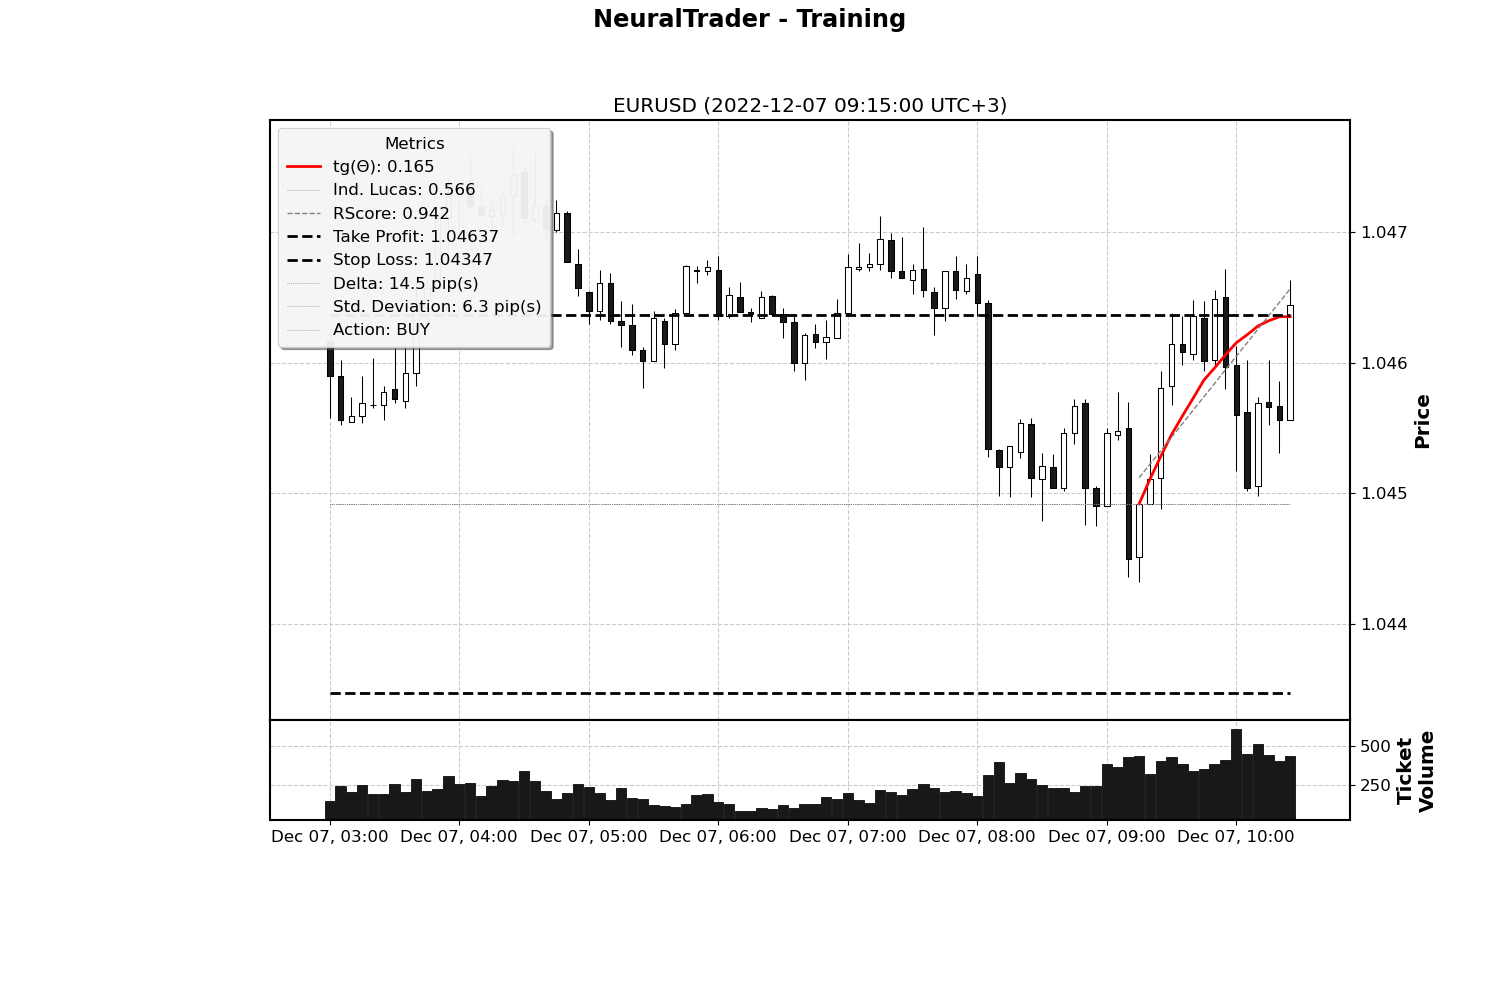 NeuralTrader - Training
EURUSD (2022-12-07 09:15:00 UTC+3)
Metrics
tg(Θ): 0.165
Ind. Lucas: 0.566
RScore: 0.942
Take Profit: 1.04637
Stop Loss: 1.04347
Delta: 14.5 pip(s)
Std. Deviation: 6.3 pip(s)
Action: BUY
1.047
1.046
1.045
1.044
Price
500
250
Ticket
Volume
Dec 07, 03:00 Dec 07, 04:00 Dec 07, 05:00 Dec 07, 06:00 Dec 07, 07:00 Dec 07, 08:00 Dec 07, 09:00 Dec 07, 10:00